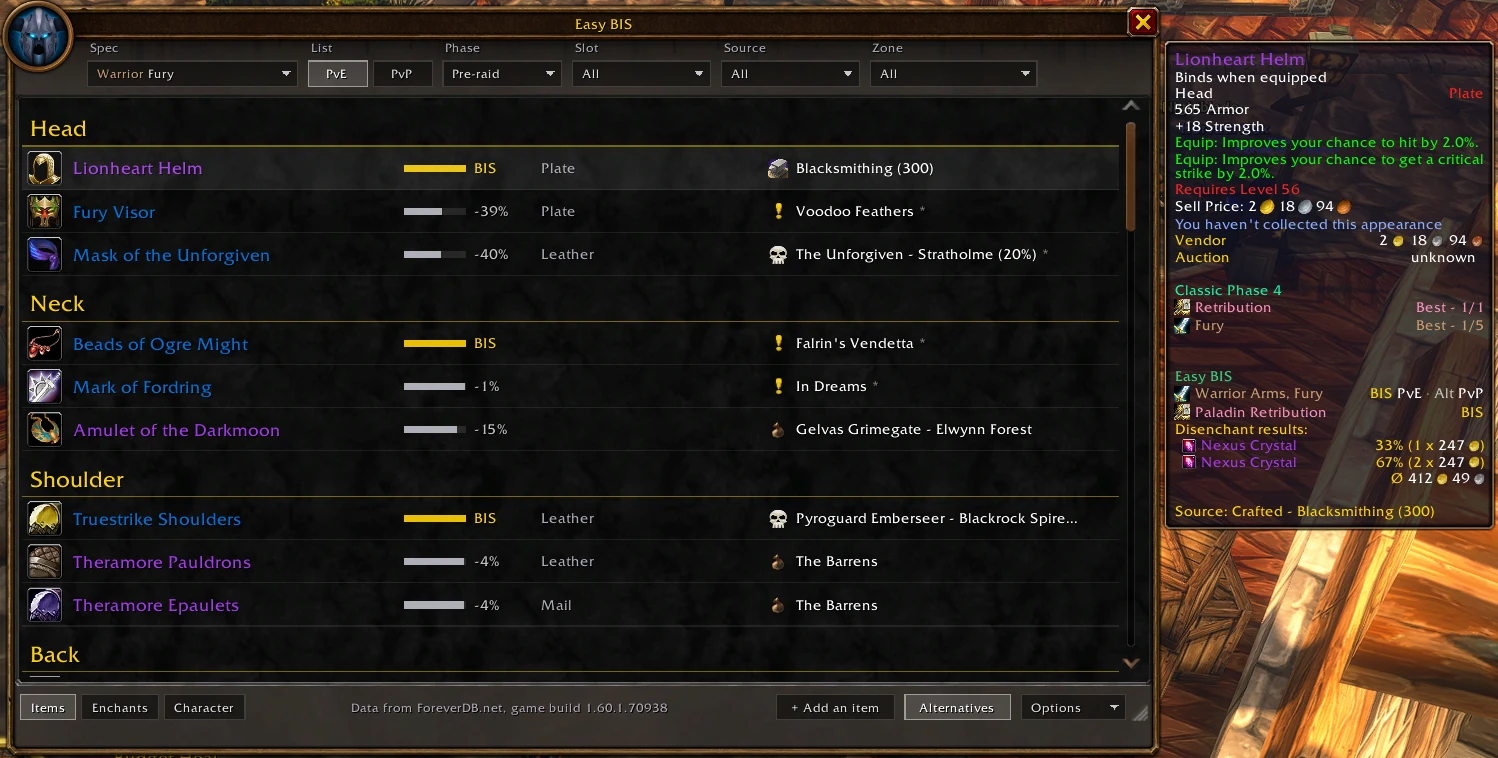 Easy BIS
Spec
List
Phase
Slot
Source
Zone
Warrior Fury
PvE
PvP
Pre-raid
All
All
All
Head
Lionheart Helm
BIS
Plate
Blacksmithing (300)
Fury Visor
-39%
Plate
Voodoo Feathers *
Mask of the Unforgiven
-40%
Leather
The Unforgiven - Stratholme (20%) *
Neck
Beads of Ogre Might
BIS
Falrin's Vendetta *
Mark of Fordring
-1%
In Dreams *
Amulet of the Darkmoon
-15%
Gelvas Grimegate - Elwynn Forest
Shoulder
Truestrike Shoulders
BIS
Leather
Pyroguard Emberseer - Blackrock Spire...
Theramore Pauldrons
-4%
Leather
The Barrens
Theramore Epaulets
-4%
Mail
The Barrens
Back
Items
Enchants
Character
Data from ForeverDB.net, game build 1.60.1.70938
+ Add an item
Alternatives
Options
Lionheart Helm
Binds when equipped
Head Plate
565 Armor
+18 Strength
Equip: Improves your chance to hit by 2.0%.
Equip: Improves your chance to get a critical
strike by 2.0%.
Requires Level 56
Sell Price: 2 18 94
You haven't collected this appearance
Vendor 2 18 94
Auction unknown
Classic Phase 4
Retribution Best - 1/1
Fury Best - 1/5
Easy BIS
Warrior Arms, Fury BIS PvE · Alt PvP
Paladin Retribution BIS
Disenchant results:
Nexus Crystal 33% (1 x 247 )
Nexus Crystal 67% (2 x 247 )
Ø 412 49
Source: Crafted - Blacksmithing (300)